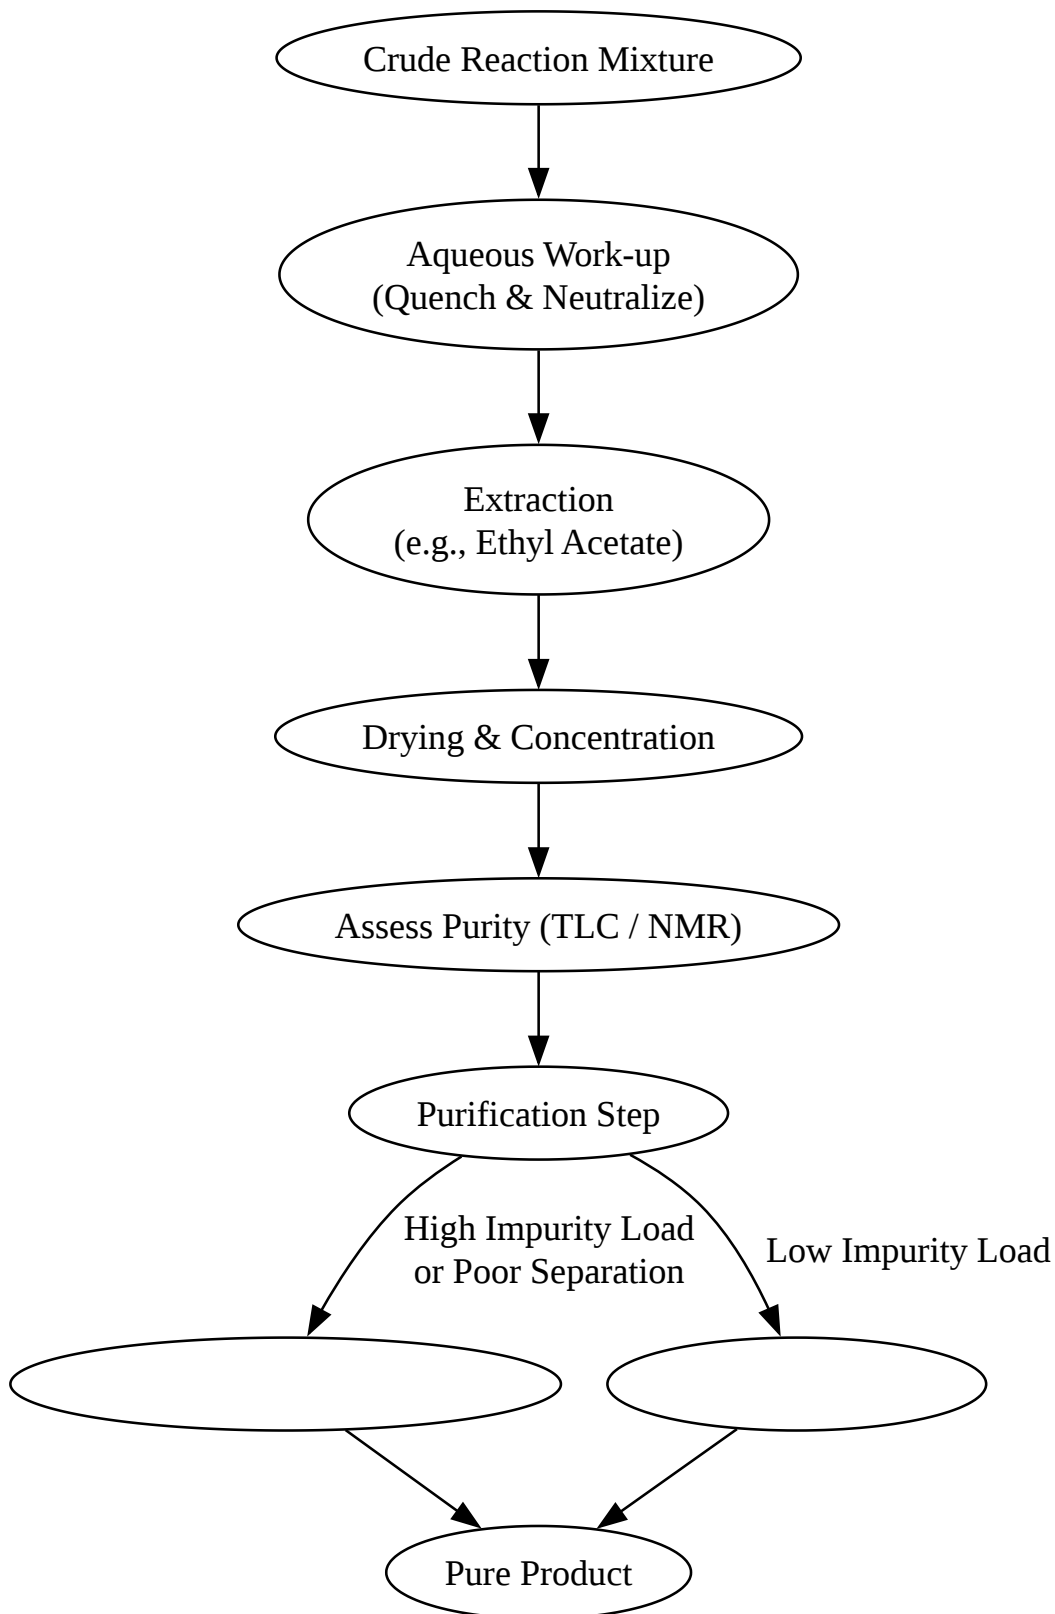 Crude Reaction Mixture
Aqueous Work-up
(Quench & Neutralize)
Extraction
(e.g., Ethyl Acetate)
Drying & Concentration
Assess Purity (TLC / NMR)
Purification Step
High Impurity Load
or Poor Separation
Low Impurity Load
Pure Product